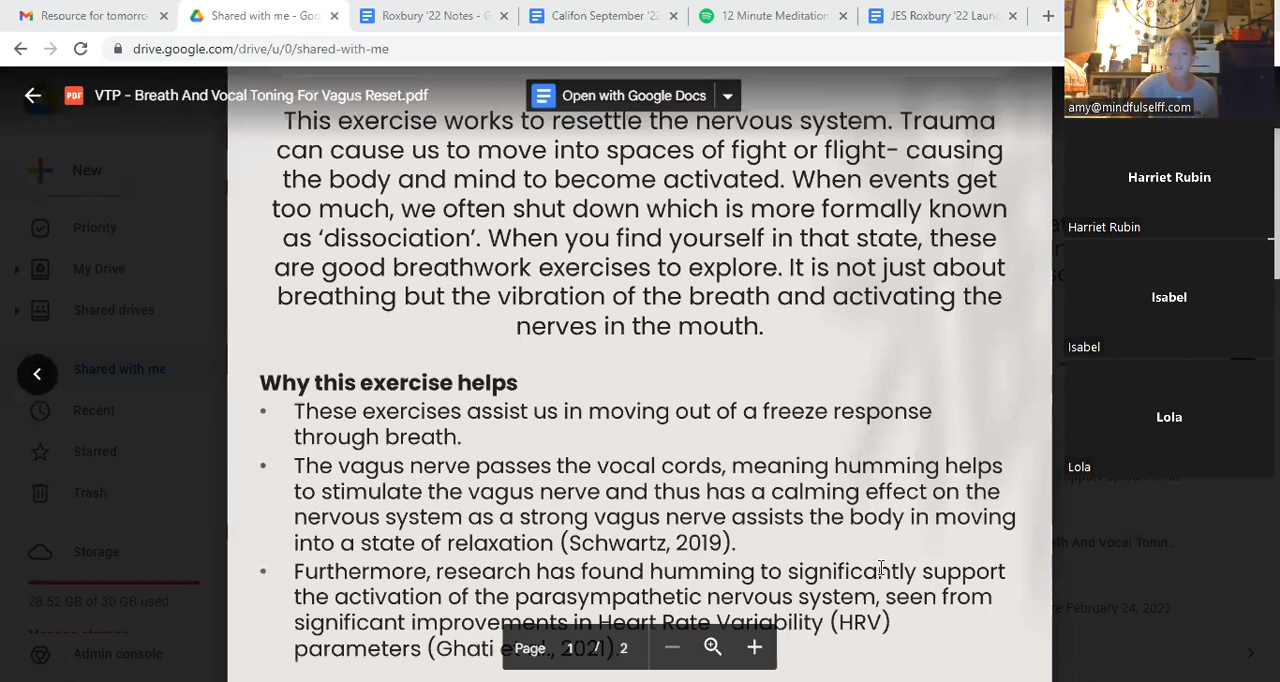 Resource for tomorro
Shared with me - Goo
Roxbury '22 Notes - G
Califon September '22
12 Minute Meditation
JES Roxbury '22 Laun
drive.google.com/drive/u/0/shared-with-me
PDF
VTP - Breath And Vocal Toning For Vagus Reset.pdf
Open with Google Docs
amy@mindfulselff.com
Harriet Rubin
Harriet Rubin
Isabel
Isabel
Lola
Lola
New
Priority
My Drive
Shared drives
Shared with me
Recent
Starred
Trash
Storage
28.52 GB of 30 GB used
Admin console
This exercise works to resettle the nervous system. Trauma
can cause us to move into spaces of fight or flight- causing
the body and mind to become activated. When events get
too much, we often shut down which is more formally known
as ‘dissociation’. When you find yourself in that state, these
are good breathwork exercises to explore. It is not just about
breathing but the vibration of the breath and activating the
nerves in the mouth.
Why this exercise helps
• These exercises assist us in moving out of a freeze response
through breath.
• The vagus nerve passes the vocal cords, meaning humming helps
to stimulate the vagus nerve and thus has a calming effect on the
nervous system as a strong vagus nerve assists the body in moving
into a state of relaxation (Schwartz, 2019).
• Furthermore, research has found humming to significantly support
the activation of the parasympathetic nervous system, seen from
significant improvements in Heart Rate Variability (HRV)
parameters (Ghati et al., 2021).
Page 1 / 2
ath And Vocal Tonin..
e February 24, 2022